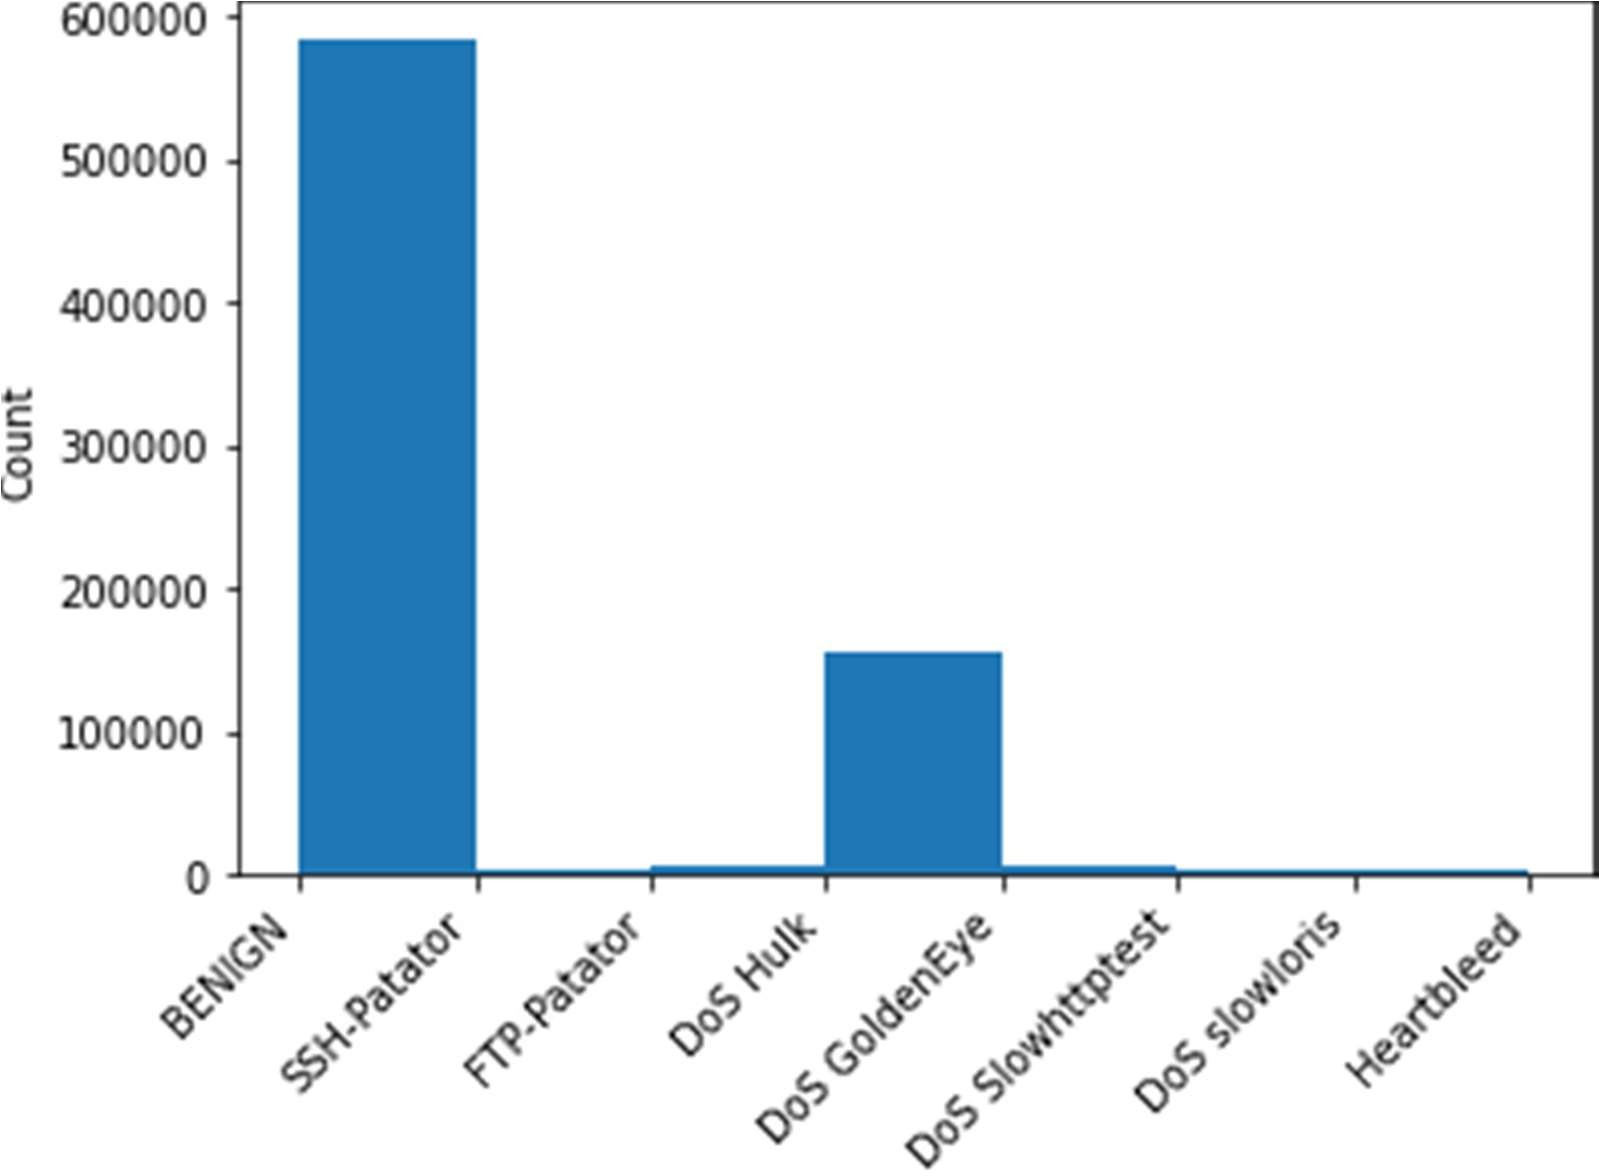 600000
500000
400000
300000
200000
100000
0
Count
BENIGN
SSH-Patator
FTP-Patator
DoS Hulk
DoS GoldenEye
DoS Slowhttptest
DoS slowloris
Heartbleed